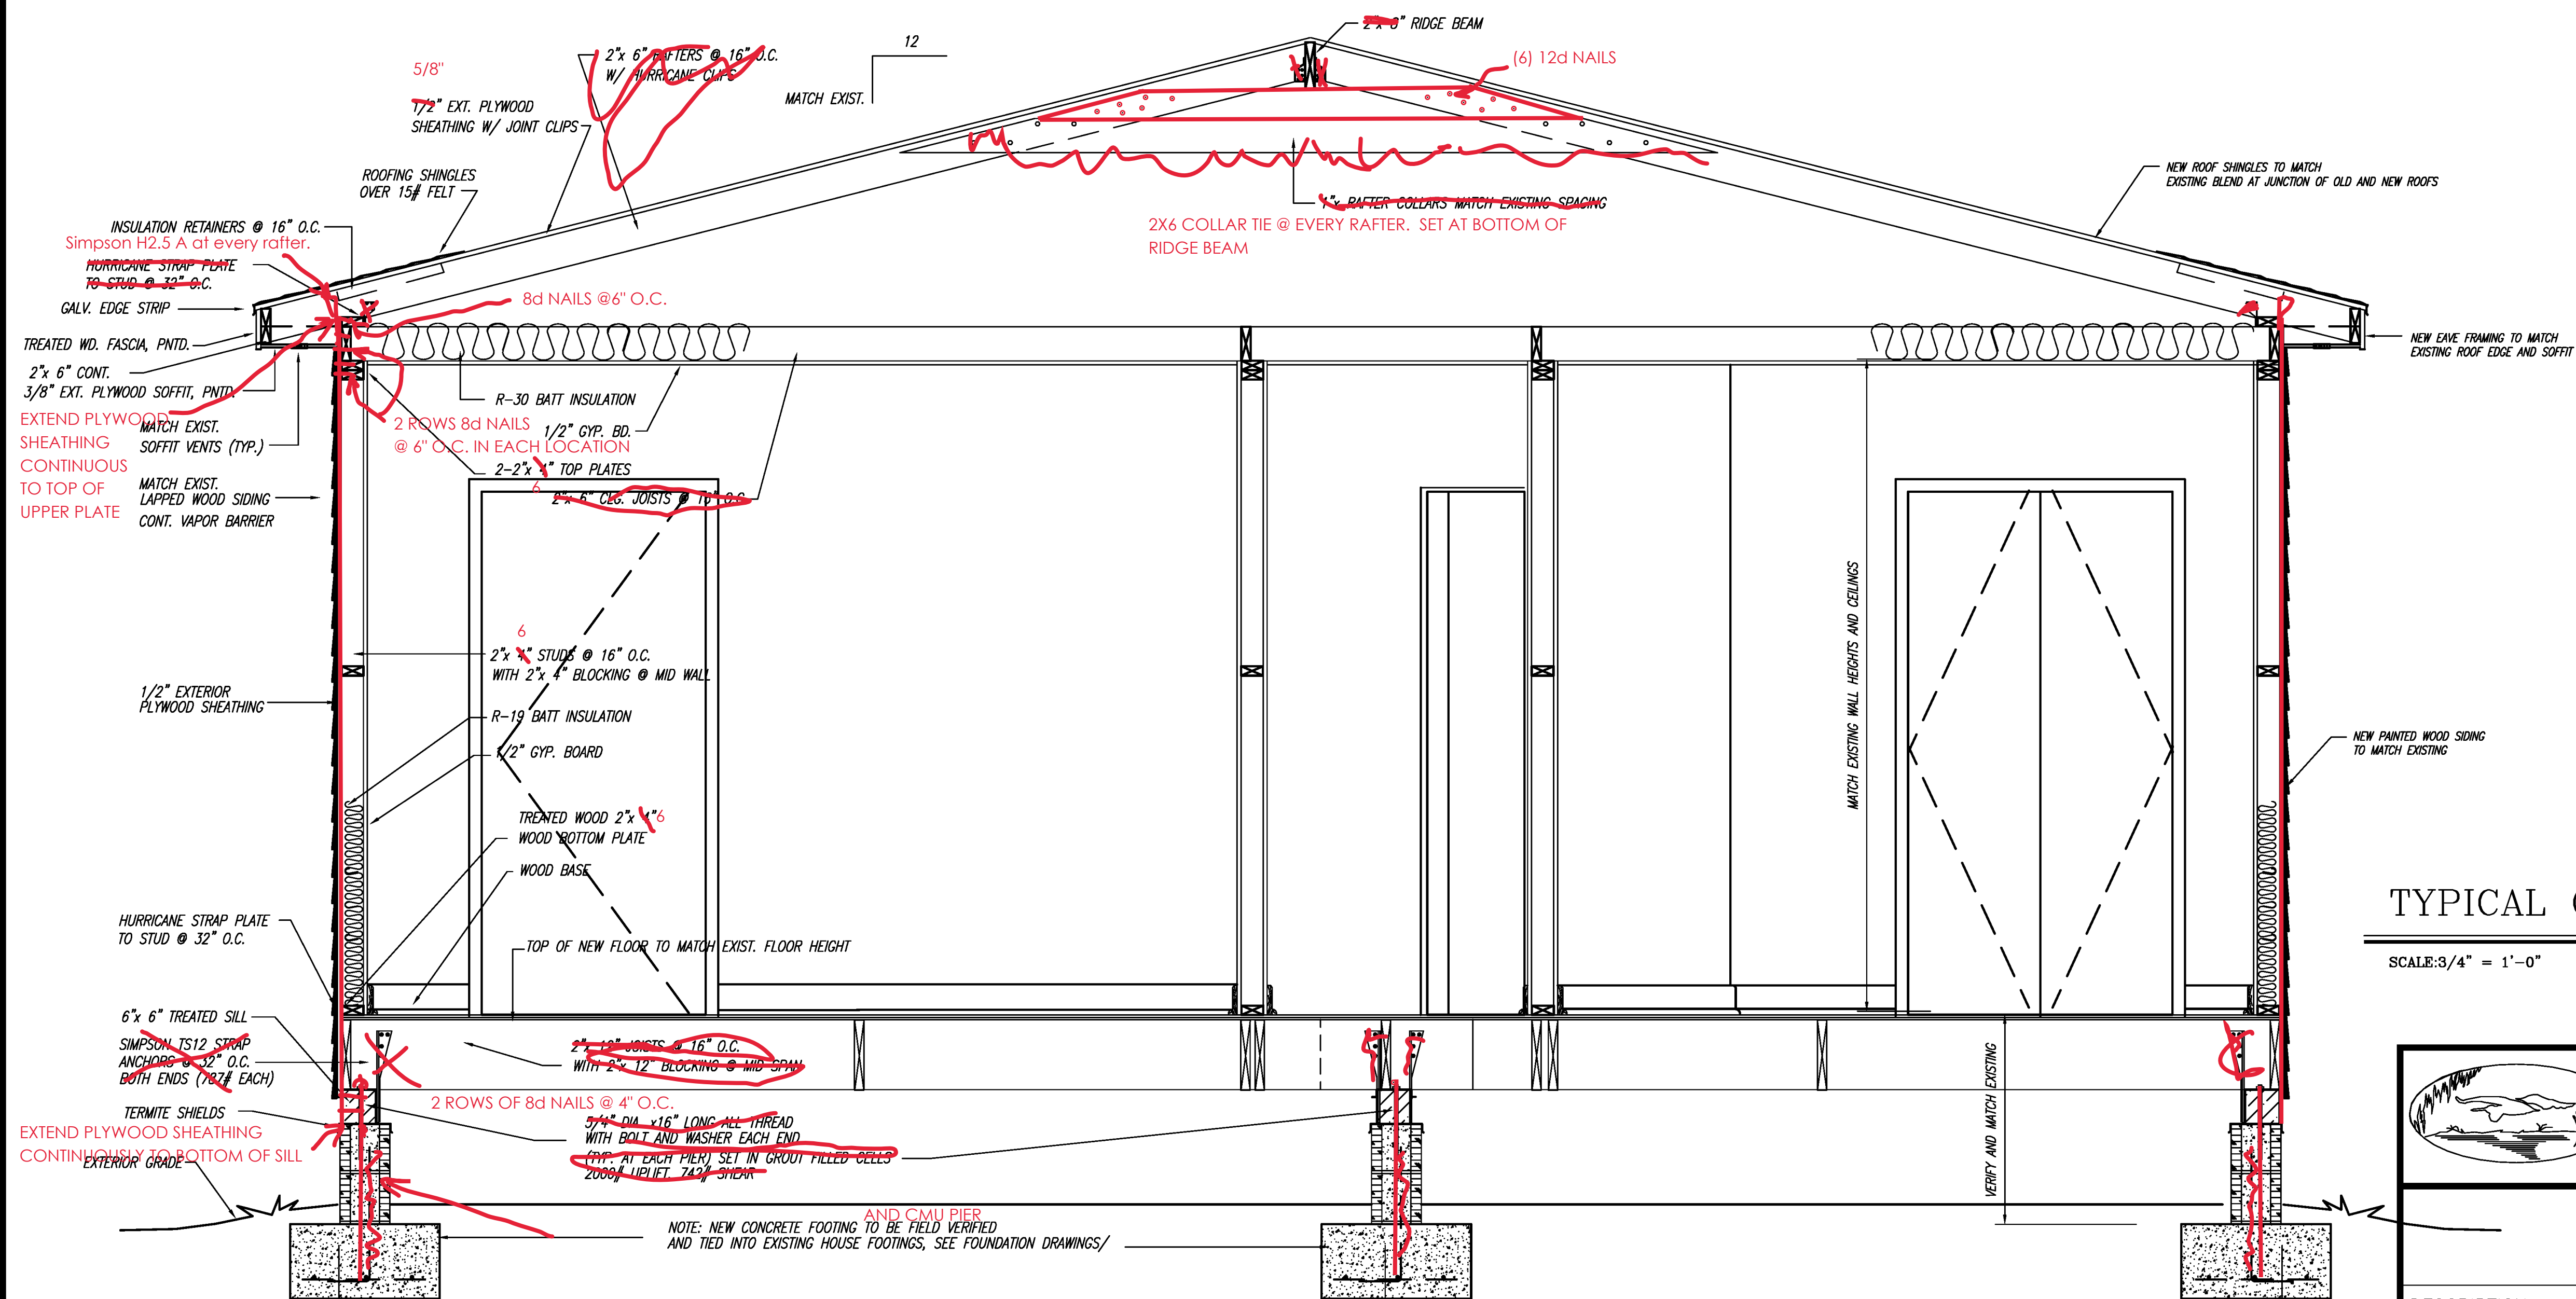 2"x 8" RIDGE BEAM
12
MATCH EXIST.
2"x 6" RAFTERS @ 16" O.C.
W/ HURRICANE CLIPS
5/8"
1/2" EXT. PLYWOOD
SHEATHING W/ JOINT CLIPS
(6) 12d NAILS
ROOFING SHINGLES
OVER 15# FELT
NEW ROOF SHINGLES TO MATCH
EXISTING BLEND AT JUNCTION OF OLD AND NEW ROOFS
1"x RAFTER COLLARS MATCH EXISTING SPACING
2X6 COLLAR TIE @ EVERY RAFTER. SET AT BOTTOM OF
RIDGE BEAM
INSULATION RETAINERS @ 16" O.C.
Simpson H2.5 A at every rafter.
HURRICANE STRAP PLATE
TO STUD @ 32" O.C.
GALV. EDGE STRIP
8d NAILS @6" O.C.
TREATED WD. FASCIA, PNTD.
2"x 6" CONT.
3/8" EXT. PLYWOOD SOFFIT, PNTD.
NEW EAVE FRAMING TO MATCH
EXISTING ROOF EDGE AND SOFFIT
R-30 BATT INSULATION
EXTEND PLYWOOD
SHEATHING
CONTINUOUS
TO TOP OF
UPPER PLATE
MATCH EXIST.
SOFFIT VENTS (TYP.)
2 ROWS 8d NAILS
@ 6" O.C. IN EACH LOCATION
1/2" GYP. BD.
2-2"x 4" TOP PLATES
6
2"x 6" CLG. JOISTS @ 16" O.C.
MATCH EXIST.
LAPPED WOOD SIDING
CONT. VAPOR BARRIER
MATCH EXISTING WALL HEIGHTS AND CEILINGS
6
2"x 4" STUDS @ 16" O.C.
WITH 2"x 4" BLOCKING @ MID WALL
1/2" EXTERIOR
PLYWOOD SHEATHING
R-19 BATT INSULATION
1/2" GYP. BOARD
NEW PAINTED WOOD SIDING
TO MATCH EXISTING
TREATED WOOD 2"x 4" 6
WOOD BOTTOM PLATE
WOOD BASE
HURRICANE STRAP PLATE
TO STUD @ 32" O.C.
TOP OF NEW FLOOR TO MATCH EXIST. FLOOR HEIGHT
TYPICAL
SCALE:3/4" = 1'-0"
6"x 6" TREATED SILL
SIMPSON TS12 STRAP
ANCHORS @ 32" O.C.
BOTH ENDS (787# EACH)
2"x 12" JOISTS @ 16" O.C.
WITH 2"x 12" BLOCKING @ MID SPAN
VERIFY AND MATCH EXISTING
2 ROWS OF 8d NAILS @ 4" O.C.
TERMITE SHIELDS
5/4" DIA. x16" LONG ALL THREAD
WITH BOLT AND WASHER EACH END
(TYP. AT EACH PIER) SET IN GROUT FILLED CELLS
2000# UPLIFT, 742# SHEAR
EXTEND PLYWOOD SHEATHING
CONTINUOUSLY TO BOTTOM OF SILL
EXTERIOR GRADE
AND CMU PIER
NOTE: NEW CONCRETE FOOTING TO BE FIELD VERIFIED
AND TIED INTO EXISTING HOUSE FOOTINGS, SEE FOUNDATION DRAWINGS/